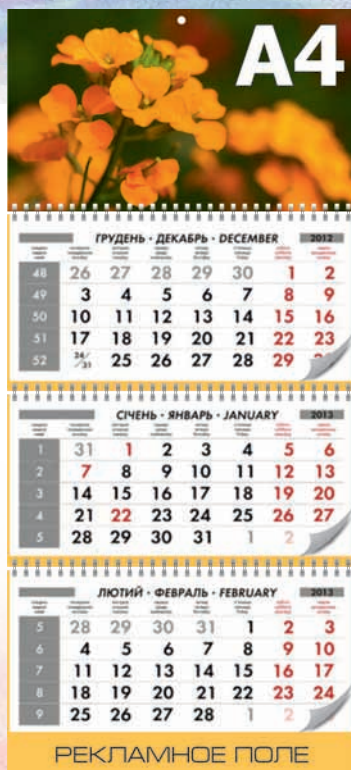 A4
ГРУДЕНЬ · ДЕКАБРЬ · DECEMBER 2012
48 26 27 28 29 30 1 2
49 3 4 5 6 7 8 9
50 10 11 12 13 14 15 16
51 17 18 19 20 21 22 23
52 24/31 25 26 27 28 29
СІЧЕНЬ · ЯНВАРЬ · JANUARY 2013
1 31 1 2 3 4 5 6
2 7 8 9 10 11 12 13
3 14 15 16 17 18 19 20
4 21 22 23 24 25 26 27
5 28 29 30 31 1 2
ЛЮТИЙ · ФЕВРАЛЬ · FEBRUARY 2013
5 28 29 30 31 1 2 3
6 4 5 6 7 8 9 10
7 11 12 13 14 15 16 17
8 18 19 20 21 22 23 24
9 25 26 27 28 1 2
РЕКЛАМНОЕ ПОЛЕ